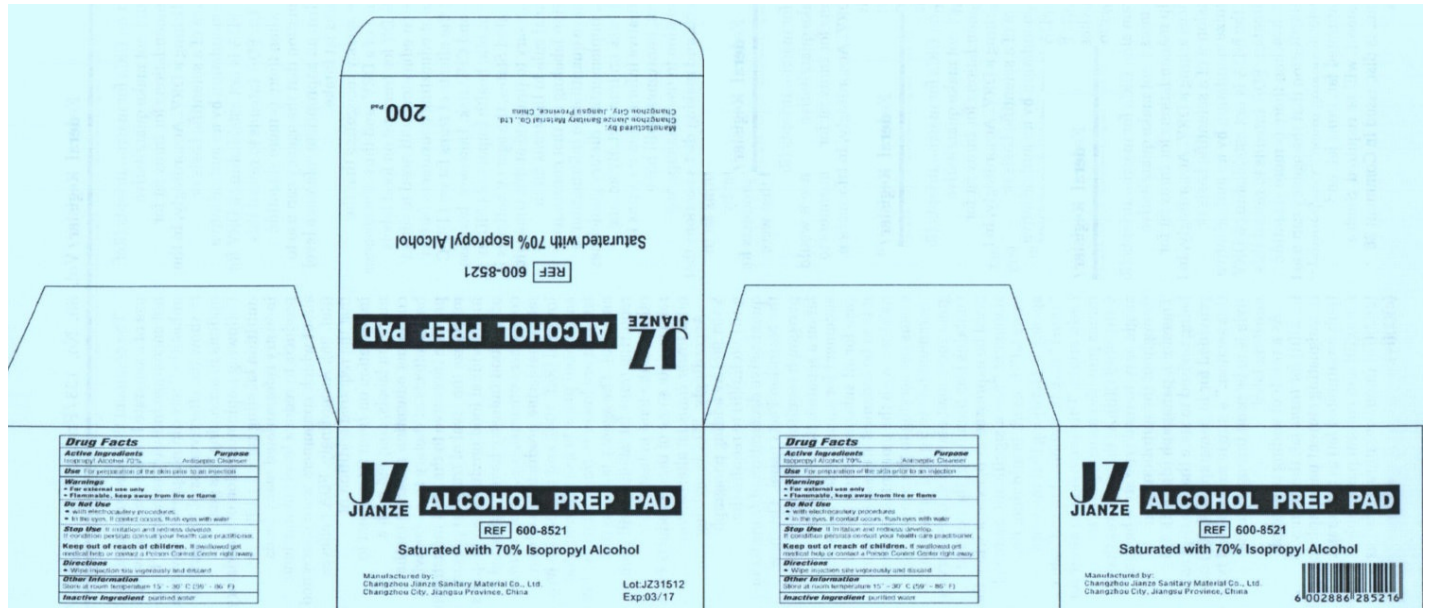 200 Pad
Manufactured by:
Changzhou Jianze Sanitary Material Co., Ltd.
Changzhou City, Jiangsu Province, China
Saturated with 70% Isopropyl Alcohol
REF 600-8521
JZ
JIANZE
ALCOHOL PREP PAD
Drug Facts
Active Ingredients Purpose
Isopropyl Alcohol 70% Antiseptic Cleanser
Use For preparation of the skin prior to an injection
Warnings
• For external use only
• Flammable, keep away from fire or flame
Do Not Use
• with electrocautery procedures.
• In the eyes. If contact occurs, flush eyes with water
Stop Use If irritation and redness develop.
If condition persists consult your health care practitioner.
Keep out of reach of children. If swallowed get
medical help or contact a Poison Control Center right away.
Directions
• Wipe injection site vigorously and discard
Other Information
Store at room temperature 15° - 30° C (59° - 86° F)
Inactive Ingredient purified water
JZ
JIANZE
ALCOHOL PREP PAD
REF 600-8521
Saturated with 70% Isopropyl Alcohol
Manufactured by:
Changzhou Jianze Sanitary Material Co., Ltd.
Changzhou City, Jiangsu Province, China
Lot:JZ31512
Exp:03/17
Drug Facts
Active Ingredients Purpose
Isopropyl Alcohol 70% Antiseptic Cleanser
Use For preparation of the skin prior to an injection
Warnings
• For external use only
• Flammable, keep away from fire or flame
Do Not Use
• with electrocautery procedures.
• In the eyes. If contact occurs, flush eyes with water
Stop Use If irritation and redness develop.
If condition persists consult your health care practitioner.
Keep out of reach of children. If swallowed get
medical help or contact a Poison Control Center right away.
Directions
• Wipe injection site vigorously and discard
Other Information
Store at room temperature 15° - 30° C (59° - 86° F)
Inactive Ingredient purified water
JZ
JIANZE
ALCOHOL PREP PAD
REF 600-8521
Saturated with 70% Isopropyl Alcohol
Manufactured by:
Changzhou Jianze Sanitary Material Co., Ltd.
Changzhou City, Jiangsu Province, China
6 002886 285216